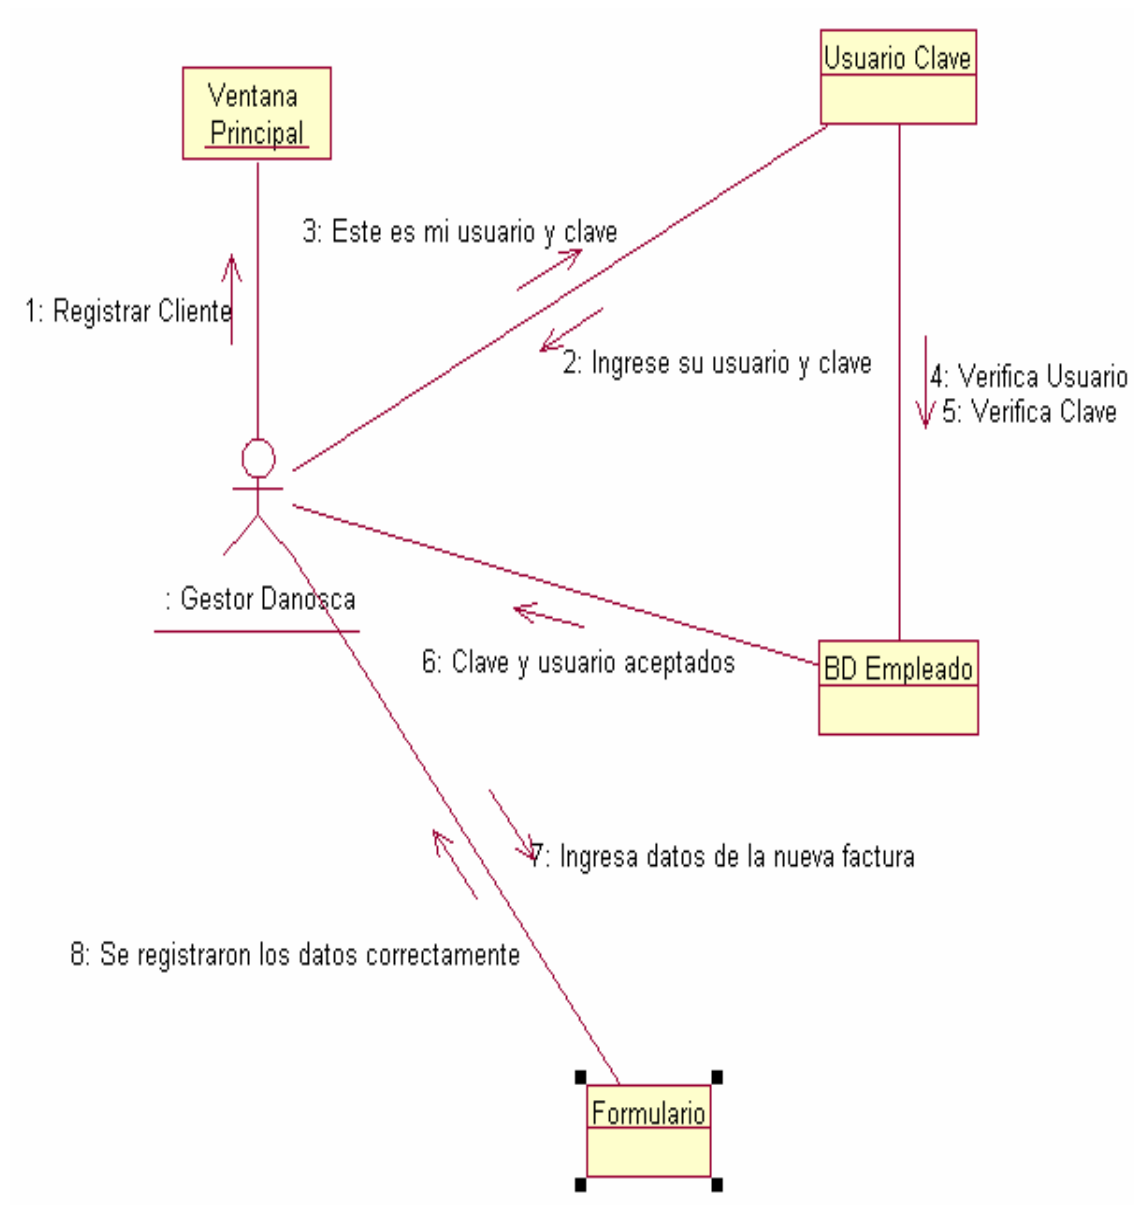 Usuario Clave
Ventana
Principal
3: Este es mi usuario y clave
1: Registrar Cliente
2: Ingrese su usuario y clave
4: Verifica Usuario
5: Verifica Clave
: Gestor Danosca
6: Clave y usuario aceptados
BD Empleado
7: Ingresa datos de la nueva factura
8: Se registraron los datos correctamente
Formulario